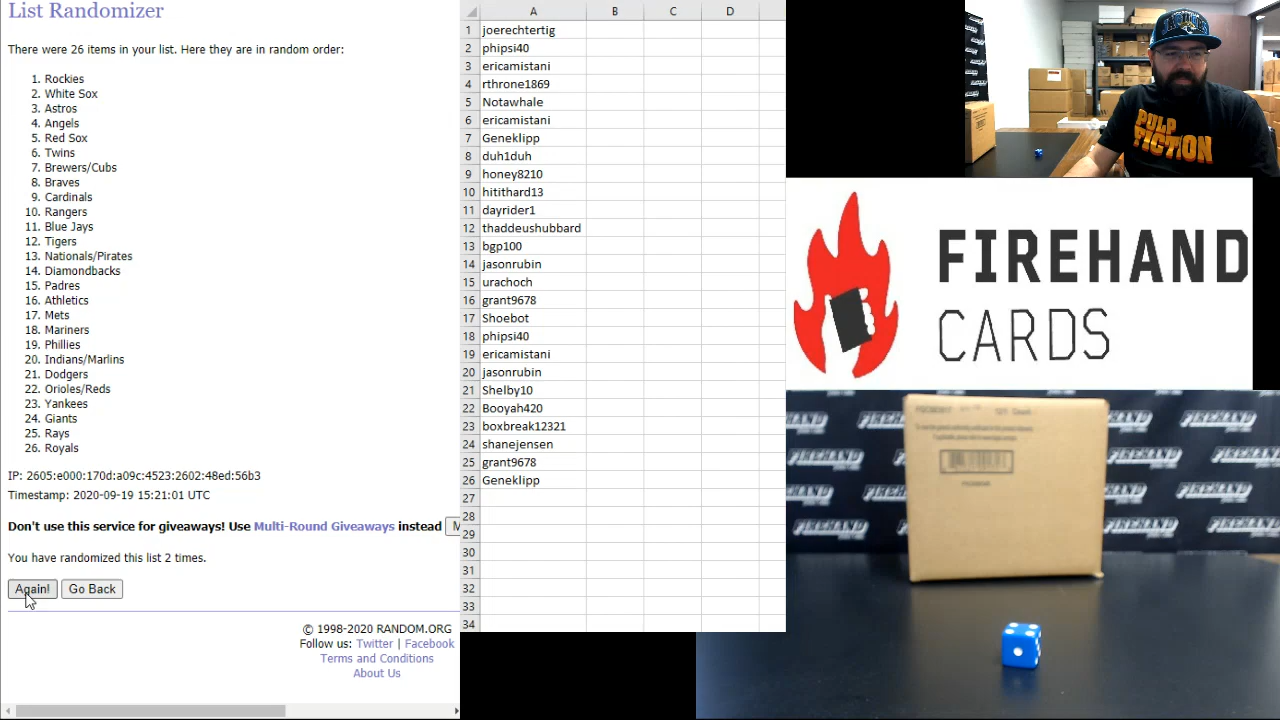 List Randomizer
There were 26 items in your list. Here they are in random order:
1. Rockies
2. White Sox
3. Astros
4. Angels
5. Red Sox
6. Twins
7. Brewers/Cubs
8. Braves
9. Cardinals
10. Rangers
11. Blue Jays
12. Tigers
13. Nationals/Pirates
14. Diamondbacks
15. Padres
16. Athletics
17. Mets
18. Mariners
19. Phillies
20. Indians/Marlins
21. Dodgers
22. Orioles/Reds
23. Yankees
24. Giants
25. Rays
26. Royals
IP: 2605:e000:170d:a09c:4523:2602:48ed:56b3
Timestamp: 2020-09-19 15:21:01 UTC
Don't use this service for giveaways! Use Multi-Round Giveaways instead M
You have randomized this list 2 times.
Again! Go Back
© 1998-2020 RANDOM.ORG
Follow us: Twitter | Facebook
Terms and Conditions
About Us
A B C D
1 joerechtertig
2 phipsi40
3 ericamistani
4 rthrone1869
5 Notawhale
6 ericamistani
7 Geneklipp
8 duh1duh
9 honey8210
10 hitithard13
11 dayrider1
12 thaddeushubbard
13 bgp100
14 jasonrubin
15 urachoch
16 grant9678
17 Shoebot
18 phipsi40
19 ericamistani
20 jasonrubin
21 Shelby10
22 Booyah420
23 boxbreak12321
24 shanejensen
25 grant9678
26 Geneklipp
27
28
29
30
31
32
33
34
PULP
FICTION
FIREHAND
CARDS
FIREHAND
FIREHAND